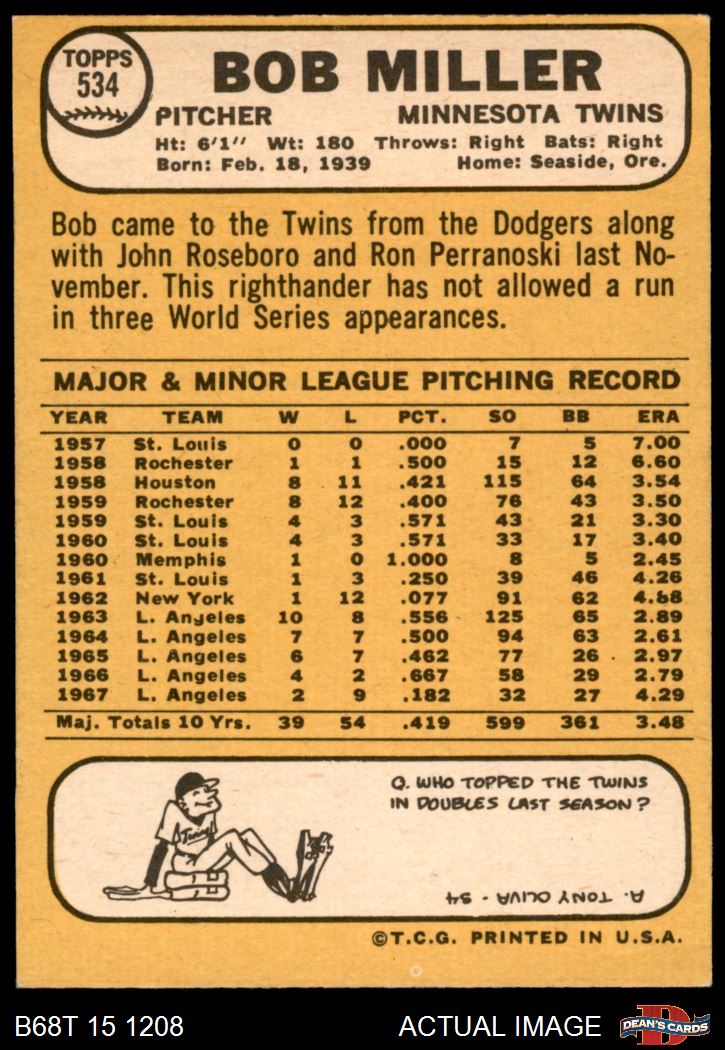 TOPPS
534
BOB MILLER
PITCHER MINNESOTA TWINS
Ht: 6'1" Wt: 180 Throws: Right Bats: Right
Born: Feb. 18, 1939 Home: Seaside, Ore.
Bob came to the Twins from the Dodgers along
with John Roseboro and Ron Perranoski last No-
vember. This righthander has not allowed a run
in three World Series appearances.
MAJOR & MINOR LEAGUE PITCHING RECORD
YEAR TEAM W L PCT. SO BB ERA
1957 St. Louis 0 0 .000 7 5 7.00
1958 Rochester 1 1 .500 15 12 6.60
1958 Houston 8 11 .421 115 64 3.54
1959 Rochester 8 12 .400 76 43 3.50
1959 St. Louis 4 3 .571 43 21 3.30
1960 St. Louis 4 3 .571 33 17 3.40
1960 Memphis 1 0 1.000 8 5 2.45
1961 St. Louis 1 3 .250 39 46 4.26
1962 New York 1 12 .077 91 62 4.68
1963 L. Angeles 10 8 .556 125 65 2.89
1964 L. Angeles 7 7 .500 94 63 2.61
1965 L. Angeles 6 7 .462 77 26 2.97
1966 L. Angeles 4 2 .667 58 29 2.79
1967 L. Angeles 2 9 .182 32 27 4.29
Maj. Totals 10 Yrs. 39 54 .419 599 361 3.48
Q. WHO TOPPED THE TWINS
IN DOUBLES LAST SEASON?
Twins
A. TONY OLIVA - 34
©T.C.G. PRINTED IN U.S.A.
B68T 15 1208 ACTUAL IMAGE D DEAN'S CARDS